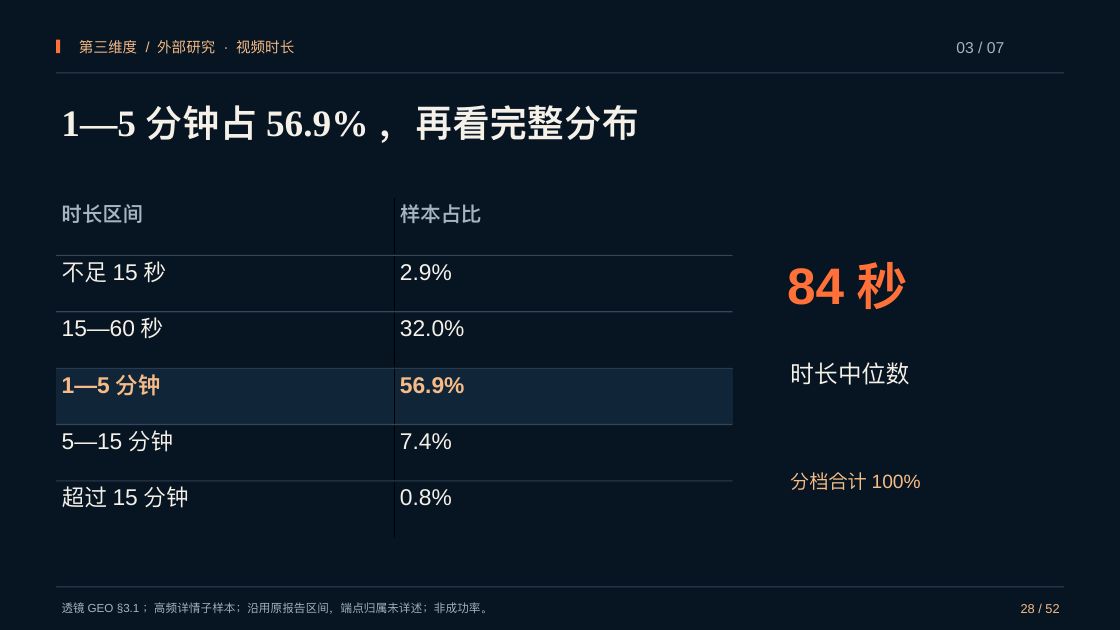 第三维度 / 外部研究 · 视频时长
03 / 07
1—5 分钟占 56.9%，再看完整分布
时长区间 样本占比
不足 15 秒 2.9%
15—60 秒 32.0%
1—5 分钟 56.9%
5—15 分钟 7.4%
超过 15 分钟 0.8%
84 秒
时长中位数
分档合计 100%
透镜 GEO §3.1；高频详情子样本；沿用原报告区间，端点归属未详述；非成功率。
28 / 52